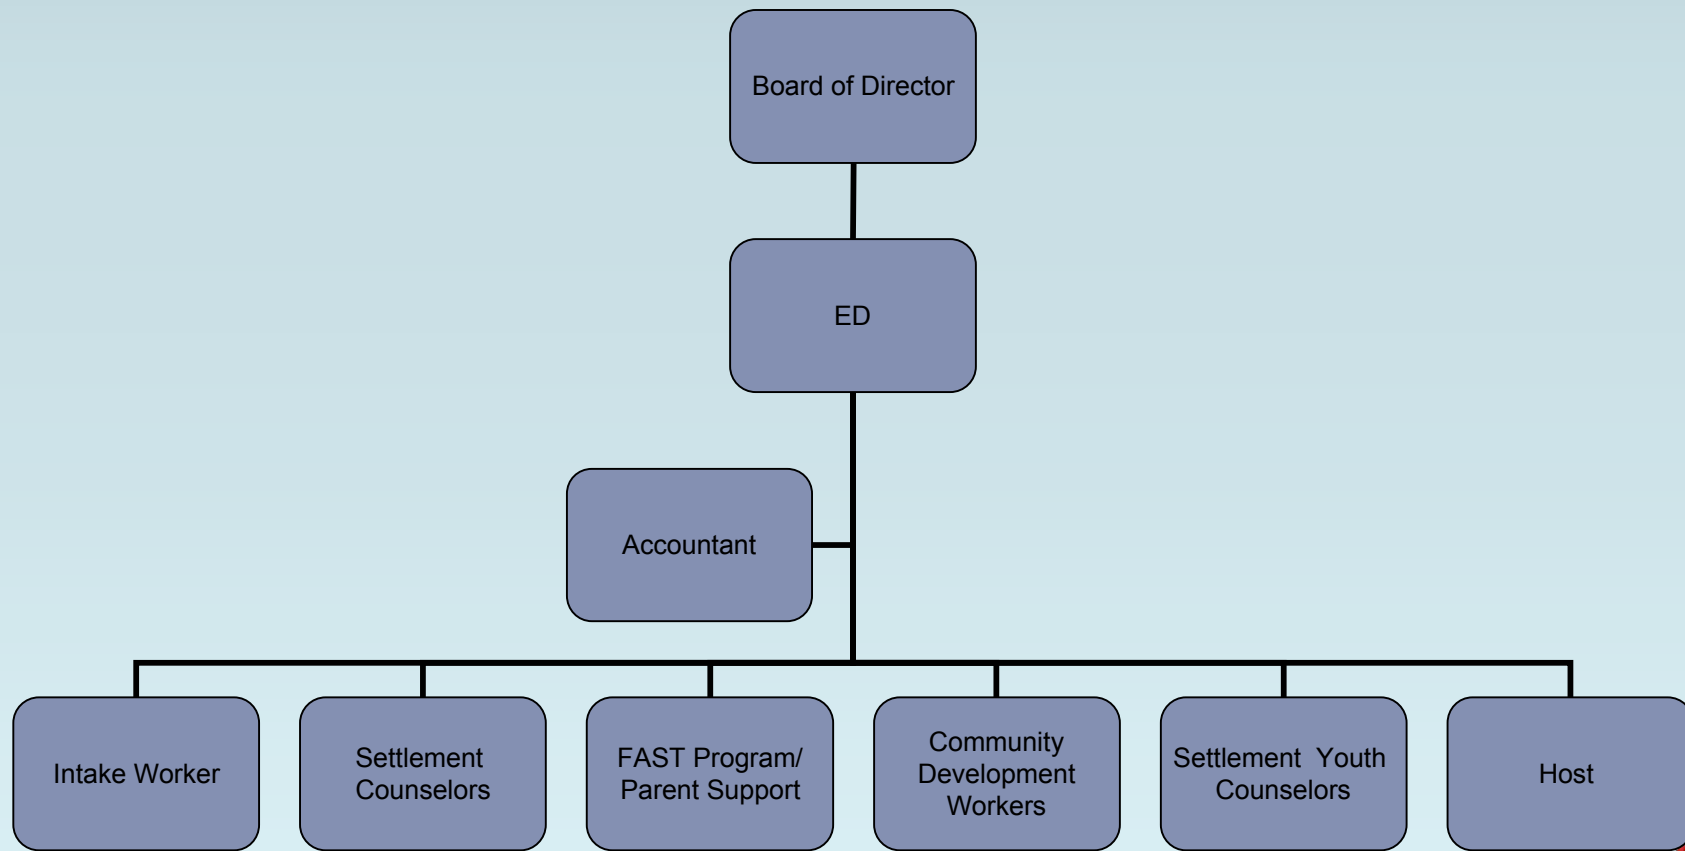 Board of Director
ED
Accountant
Intake Worker
Settlement
Counselors
FAST Program/
Parent Support
Community
Development
Workers
Settlement  Youth
Counselors
Host